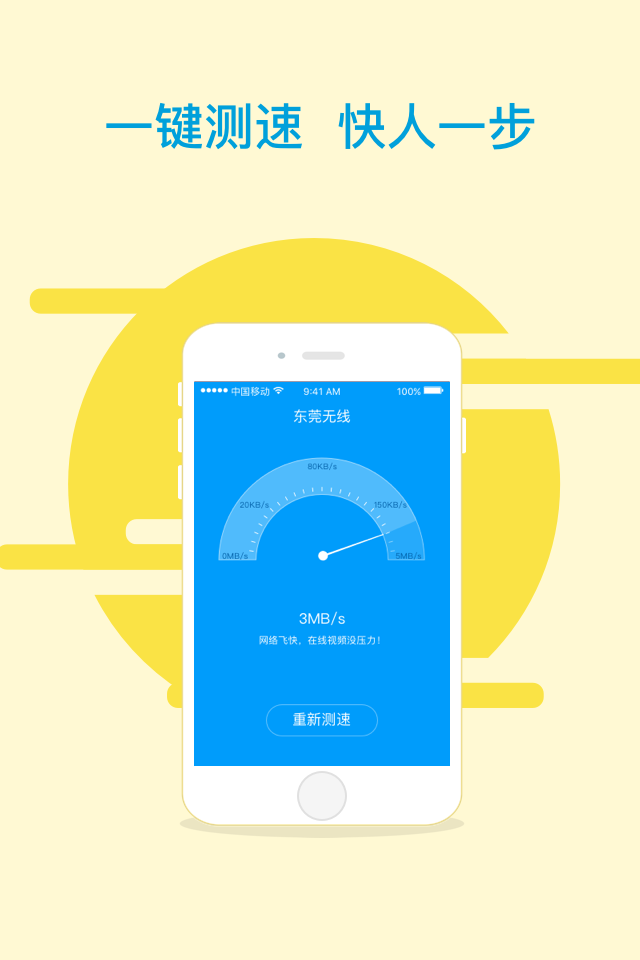 一键测速 快人一步
中国移动 9:41 AM 100%
东莞无线
80KB/s
20KB/s 150KB/s
0MB/s 5MB/s
3MB/s
网络飞快，在线视频没压力！
重新测速